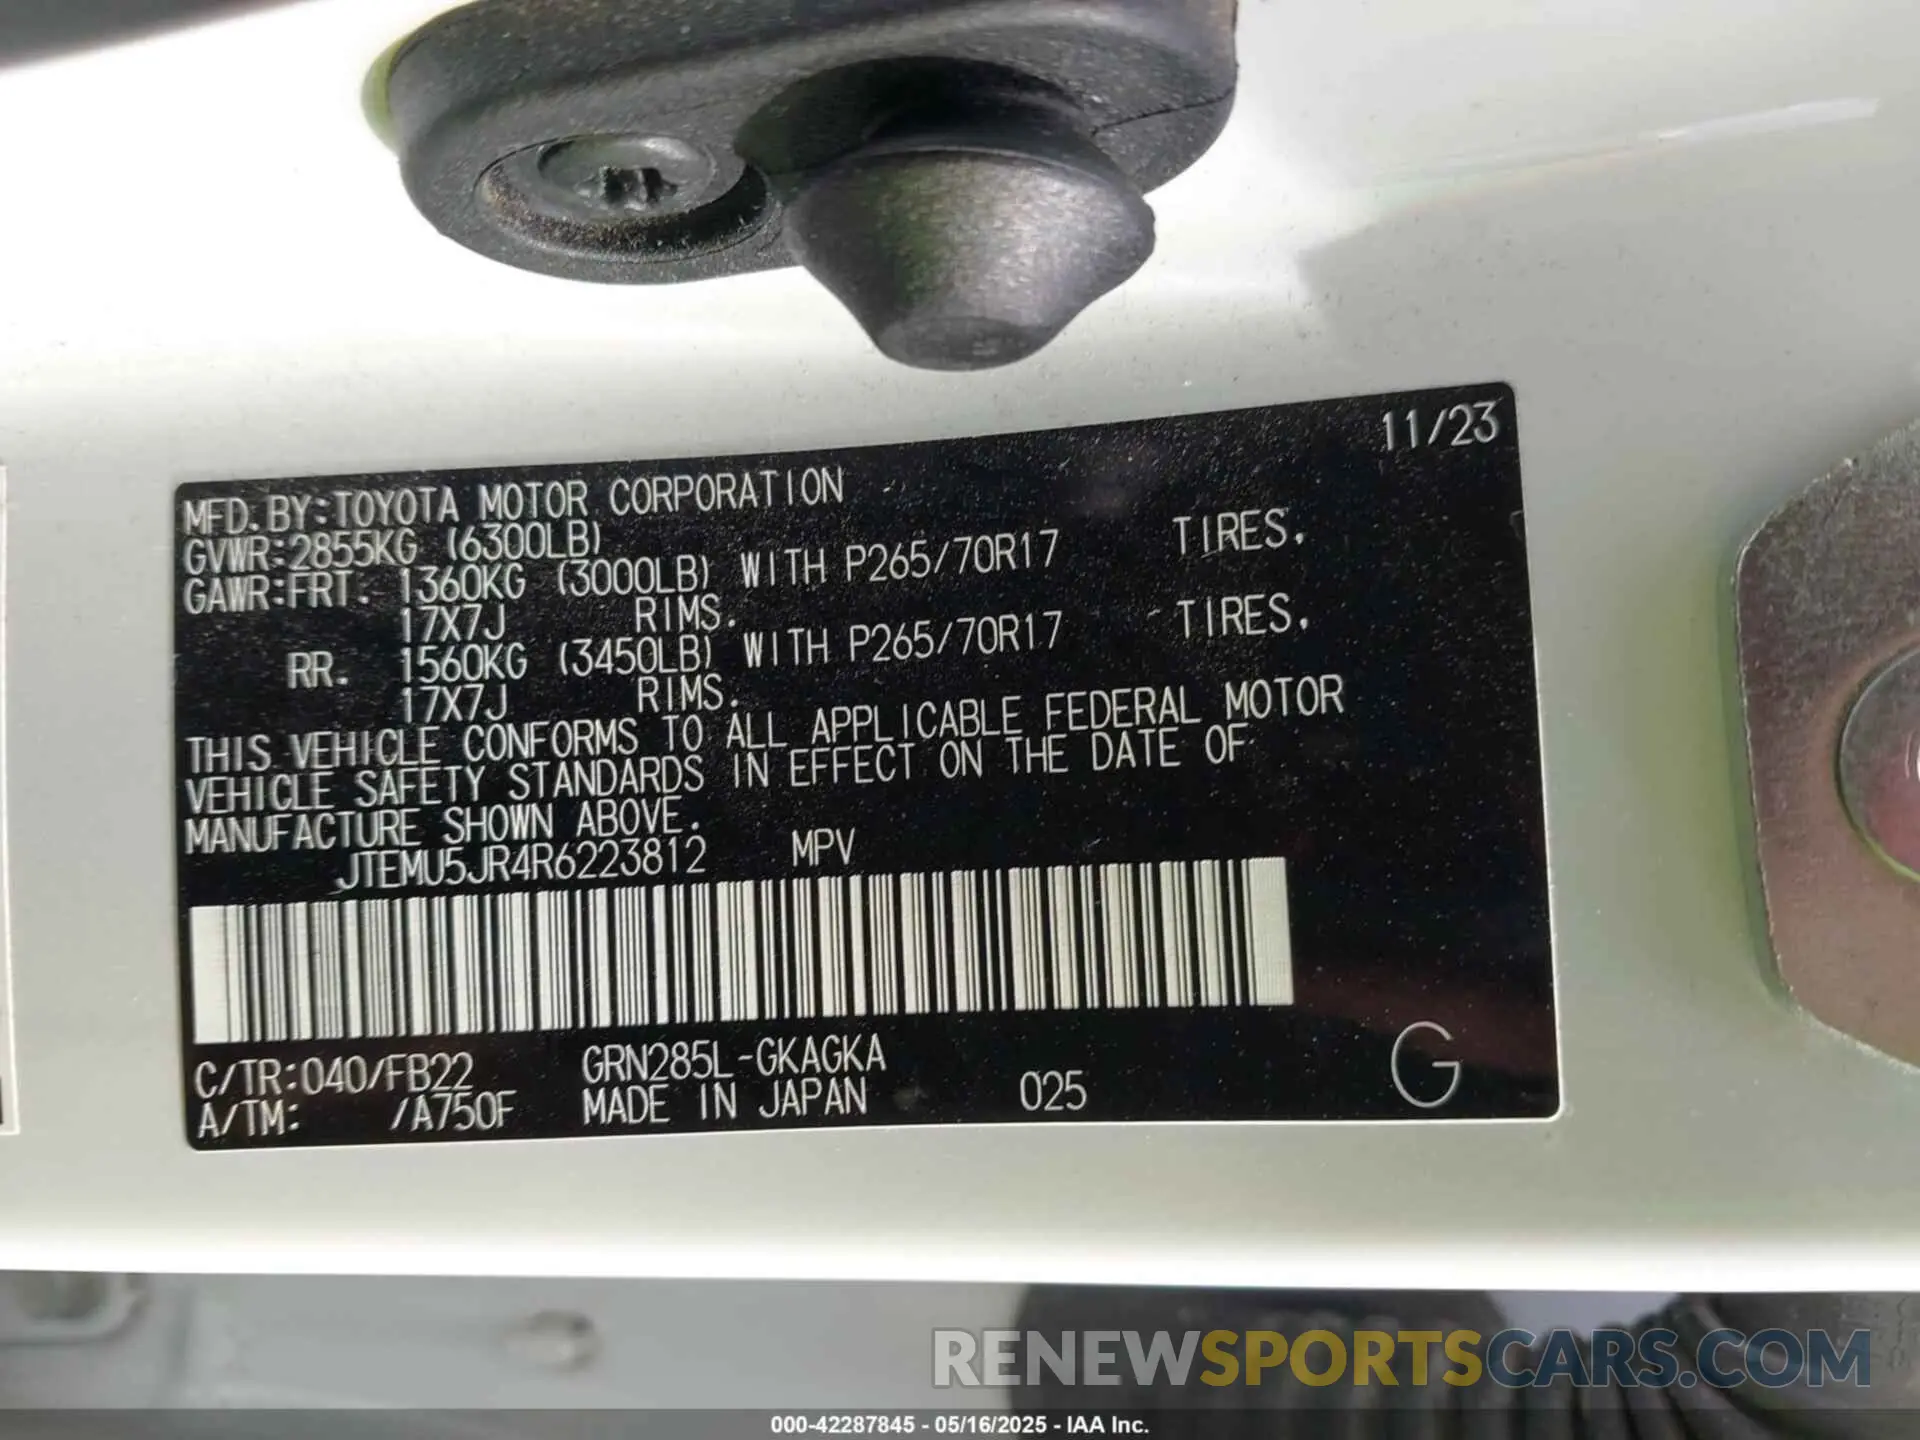 11/23
MFD.BY:TOYOTA MOTOR CORPORATION
GVWR:2855KG (6300LB)
GAWR:FRT. 1360KG (3000LB) WITH P265/70R17 TIRES.
17X7J RIMS.
RR. 1560KG (3450LB) WITH P265/70R17 TIRES.
17X7J RIMS.
THIS VEHICLE CONFORMS TO ALL APPLICABLE FEDERAL MOTOR
VEHICLE SAFETY STANDARDS IN EFFECT ON THE DATE OF
MANUFACTURE SHOWN ABOVE.
JTEMU5JR4R6223812 MPV
C/TR:040/FB22 GRN285L-GKAGKA
A/TM: /A750F MADE IN JAPAN 025 G
RENEWSPORTSCARS.COM
000-42287845 - 05/16/2025 - IAA Inc.